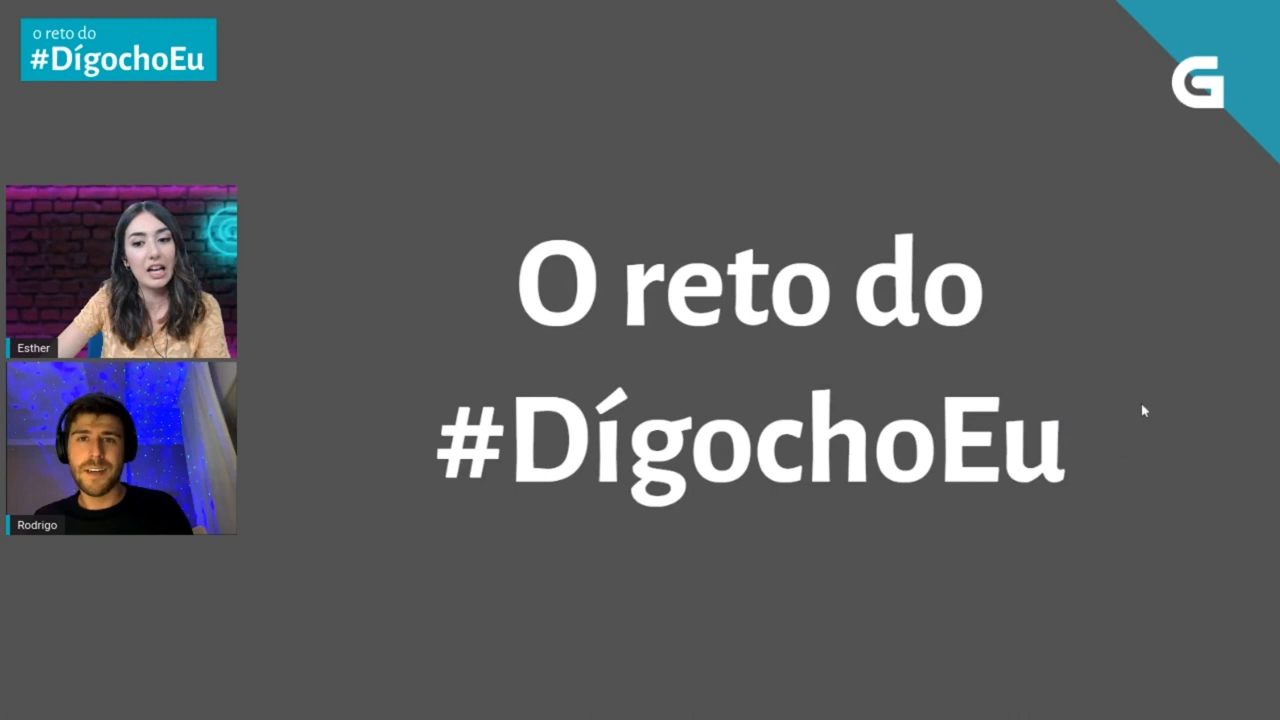 o reto do
#DígochoEu
G
Esther
Rodrigo
O reto do
#DígochoEu